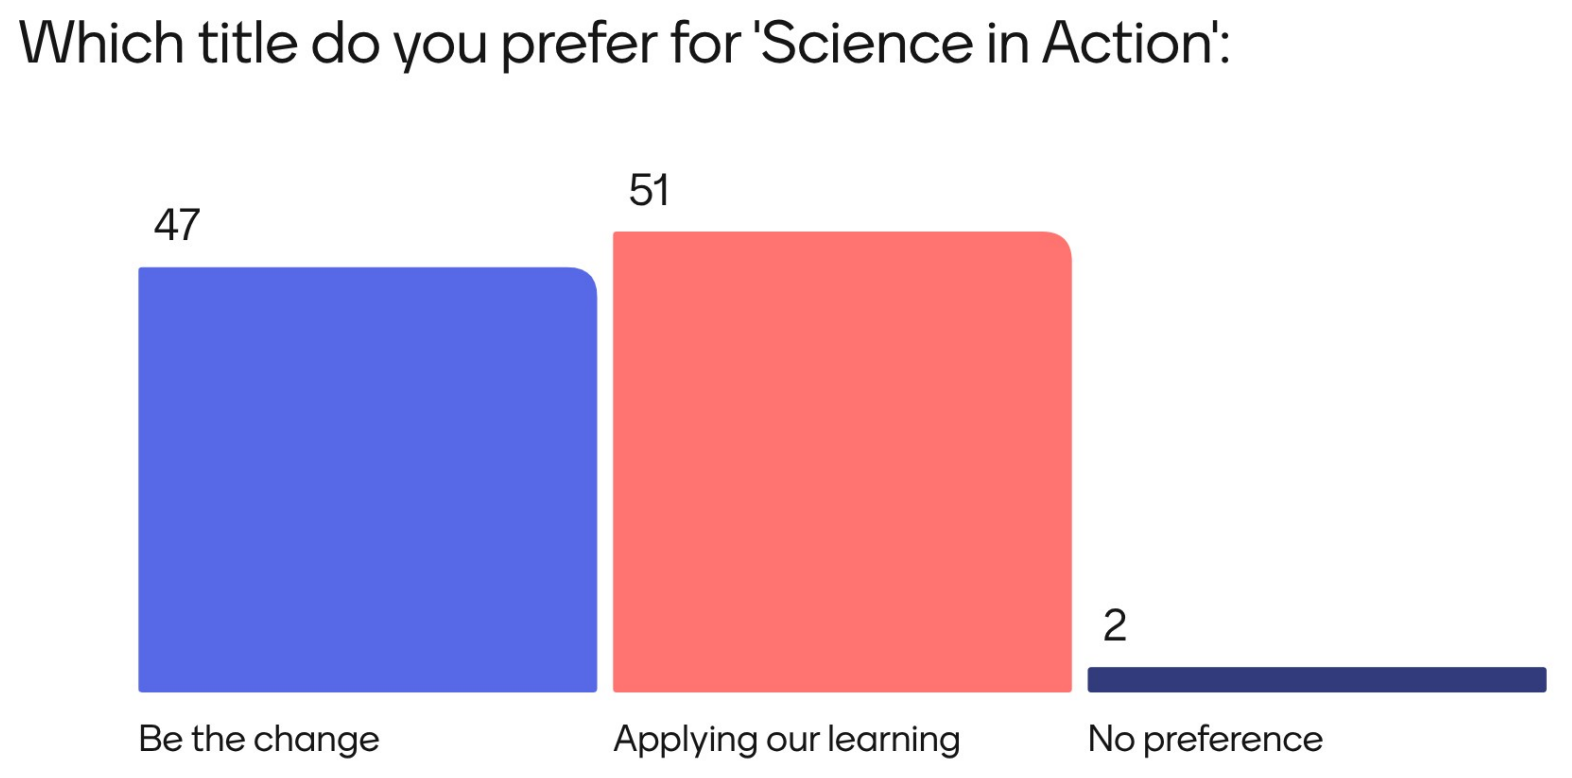 Which title do you prefer for 'Science in Action':
47
51
2
Be the change
Applying our learning
No preference